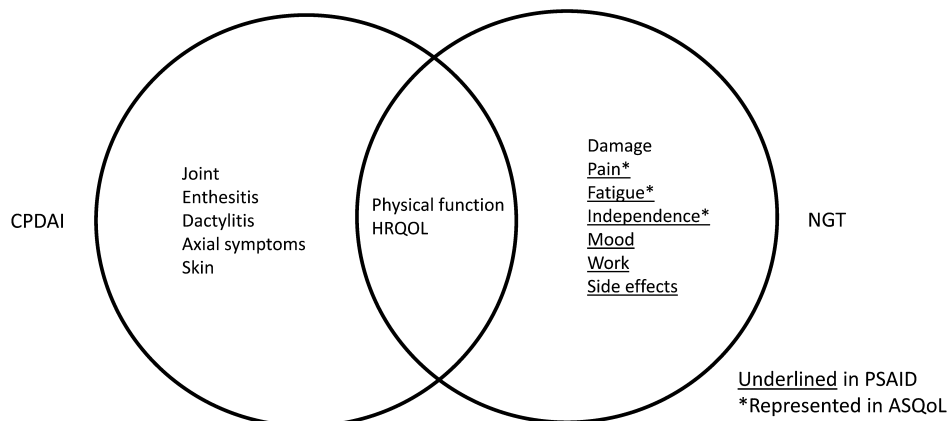 CPDAI
Joint
Enthesitis
Dactylitis
Axial symptoms
Skin
Physical function
HRQOL
Damage
Pain*
Fatigue*
Independence*
Mood
Work
Side effects
NGT
Underlined in PSAID
*Represented in ASQoL